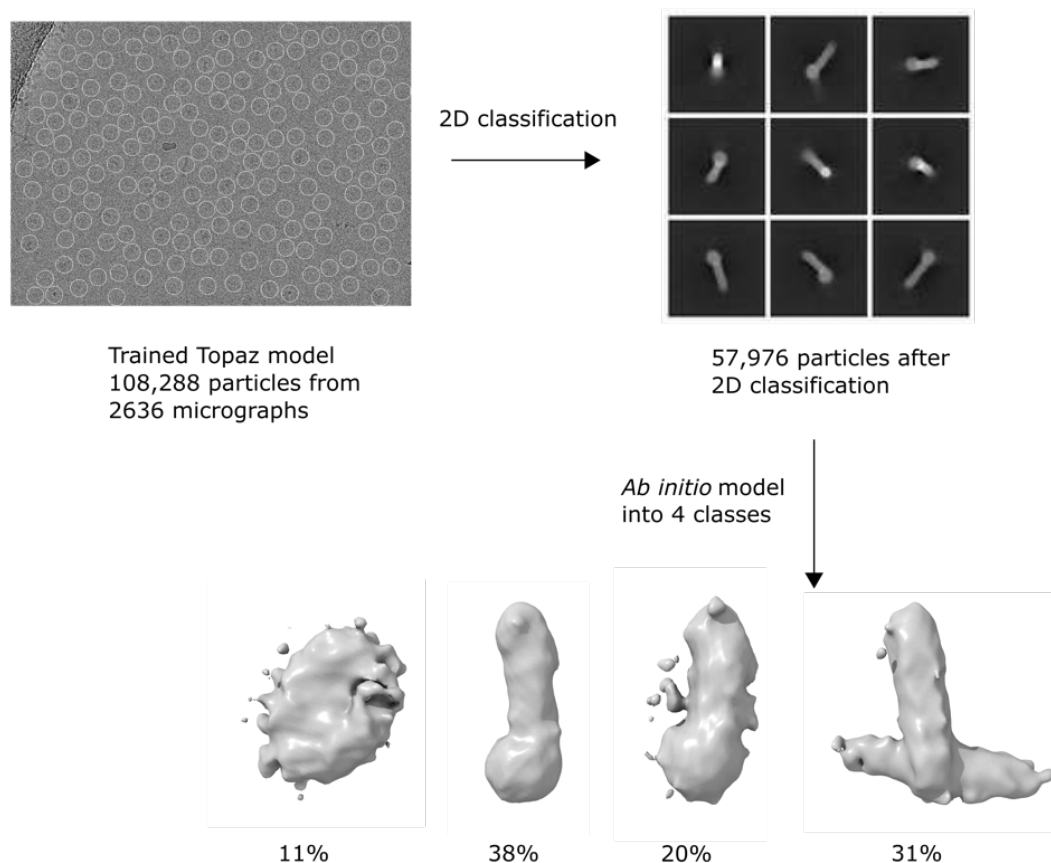 2D classification
Trained Topaz model
108,288 particles from
2636 micrographs
57,976 particles after
2D classification
Ab initio model
into 4 classes
11%
38%
20%
31%